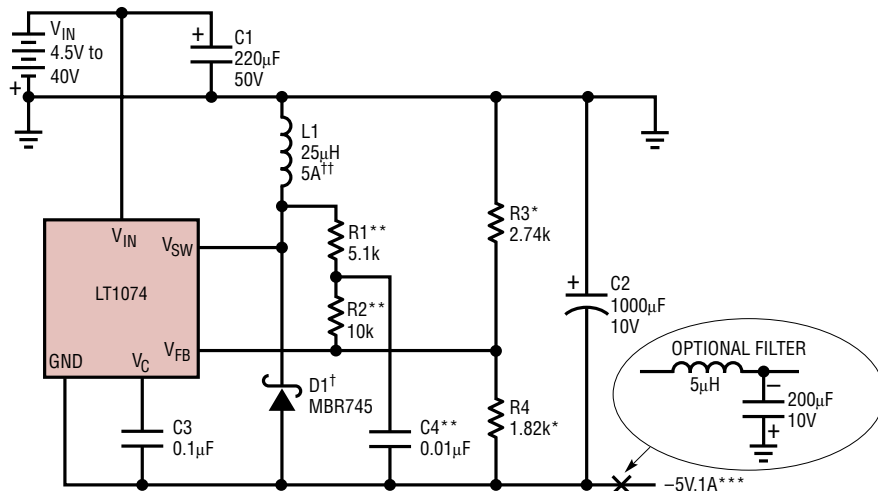 VIN
4.5V to
40V
+
+
C1
220µF
50V
L1
25µH
5A††
R1**
5.1k
R3*
2.74k
VIN
VSW
LT1074
R2**
10k
+
C2
1000µF
10V
GND
VC
VFB
OPTIONAL FILTER
5µH
–
200µF
10V
+
D1†
MBR745
C3
0.1µF
C4**
0.01µF
R4
1.82k*
–5V,1A***